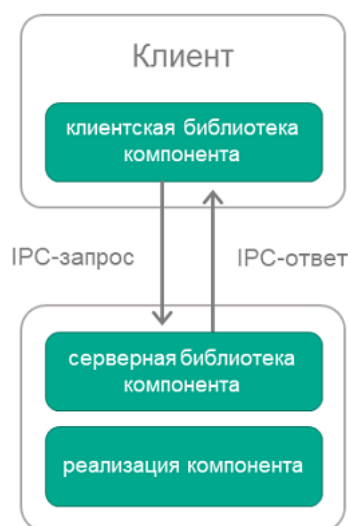 Клиент
клиентская библиотека
компонента
IPC-запрос
IPC-ответ
серверная библиотека
компонента
реализация компонента